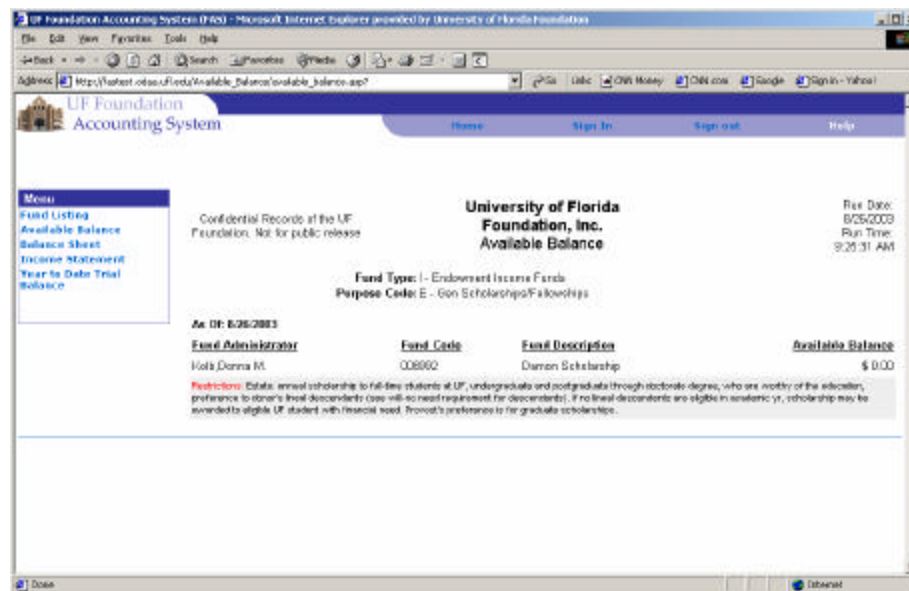 UF Foundation Accounting System (FAS) - Microsoft Internet Explorer provided by University of Florida Foundation
File Edit View Favorites Tools Help
Back Search Favorites Media
Address Go Links CNN Money CNN.com Google Sign in - Yahoo!
UF Foundation
Accounting System
Home Sign In Sign out Help
Menu
Fund Listing
Available Balance
Balance Sheet
Income Statement
Year to Date Trial
Balance
Confidential Records of the UF
Foundation. Not for public release
University of Florida
Foundation, Inc.
Available Balance
Run Date:
8/26/2003
Run Time:
9:26:31 AM
Fund Type: I - Endowment Income Funds
Purpose Code: E - Gen Scholarships/Fellowships
As Of: 8/26/2003
Fund Administrator Fund Code Fund Description Available Balance
Donna M. Scholarship $ 0.00
Restrictions: Estate: annual scholarship to full-time students at UF, undergraduate and postgraduate through doctorate degree, who are worthy of the education,
preference to donor's lineal descendants (see will-no need requirement for descendants). If no lineal descendants are eligible in academic yr, scholarship may be
awarded to eligible UF student with financial need. Provost's preference is for graduate scholarships.
Done Internet